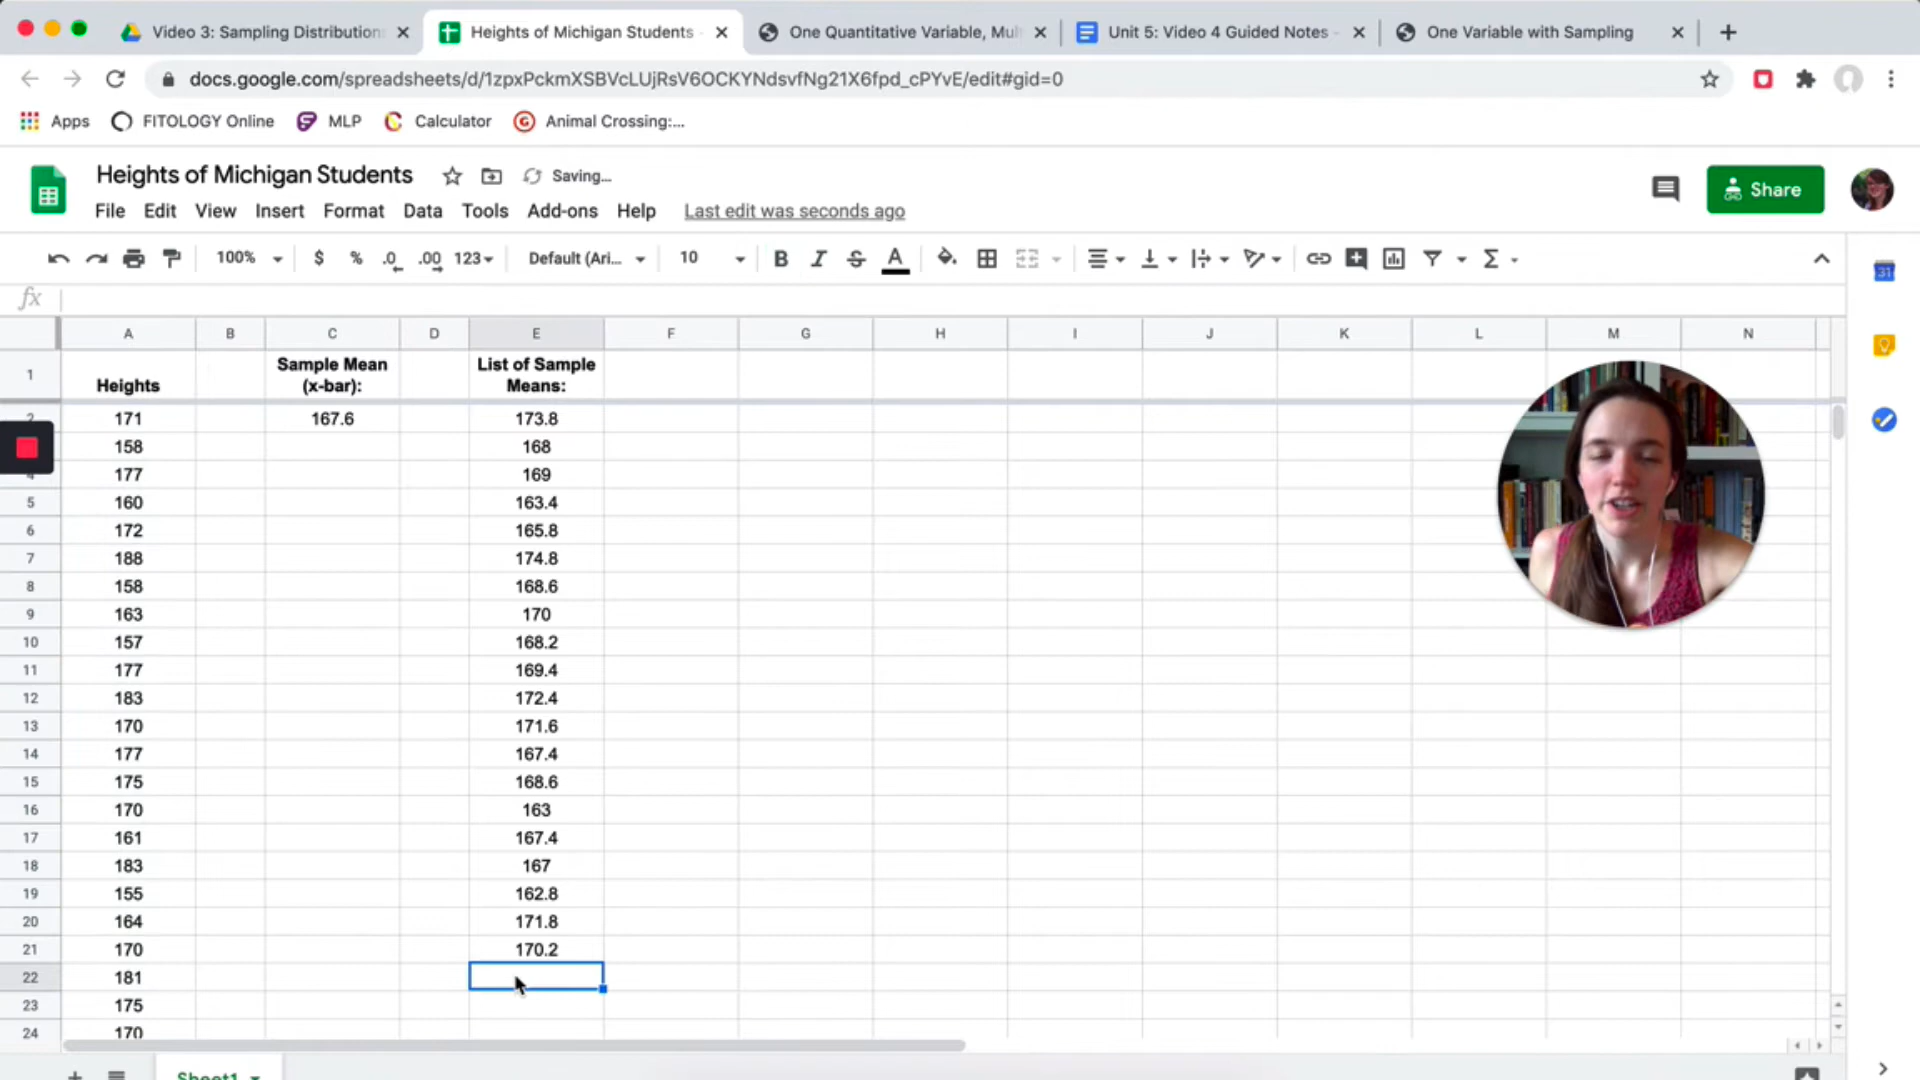 Video 3: Sampling Distribution:
Heights of Michigan Students
One Quantitative Variable, Mul
Unit 5: Video 4 Guided Notes -
One Variable with Sampling
docs.google.com/spreadsheets/d/1zpxPckmXSBVcLUjRsV6OCKYNdsvfNg21X6fpd_cPYvE/edit#gid=0
Apps FITOLOGY Online MLP Calculator Animal Crossing:...
Heights of Michigan Students Saving...
Share
File Edit View Insert Format Data Tools Add-ons Help Last edit was seconds ago
100% $ % .0 .00 123 Default (Ari... 10 B I S A Σ
31
fx
A B C D E F G H I J K L M N
1 Heights Sample Mean (x-bar): List of Sample Means:
2 171 167.6 173.8
158 168
4 177 169
5 160 163.4
6 172 165.8
7 188 174.8
8 158 168.6
9 163 170
10 157 168.2
11 177 169.4
12 183 172.4
13 170 171.6
14 177 167.4
15 175 168.6
16 170 163
17 161 167.4
18 183 167
19 155 162.8
20 164 171.8
21 170 170.2
22 181
23 175
24 170
Sheet1